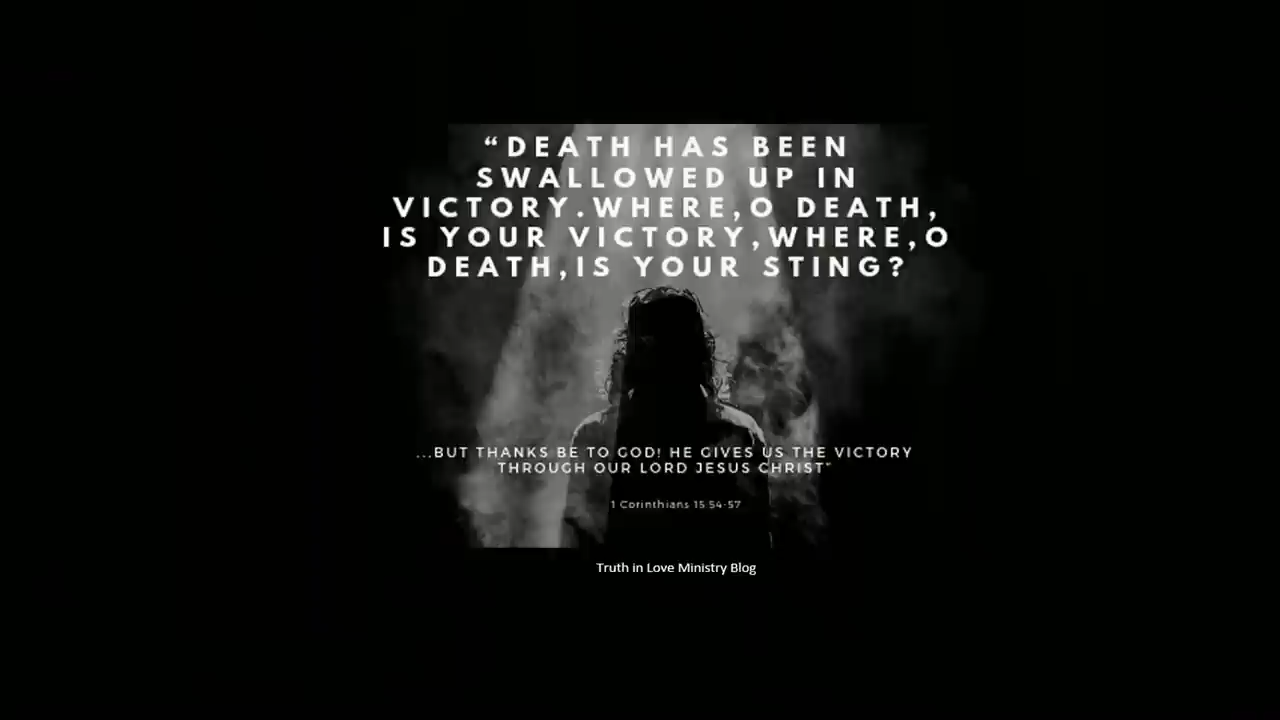 “DEATH HAS BEEN
SWALLOWED UP IN
VICTORY.WHERE,O DEATH,
IS YOUR VICTORY,WHERE,O
DEATH,IS YOUR STING?
...BUT THANKS BE TO GOD! HE GIVES US THE VICTORY
THROUGH OUR LORD JESUS CHRIST”
1 Corinthians 15:54-57
Truth in Love Ministry Blog